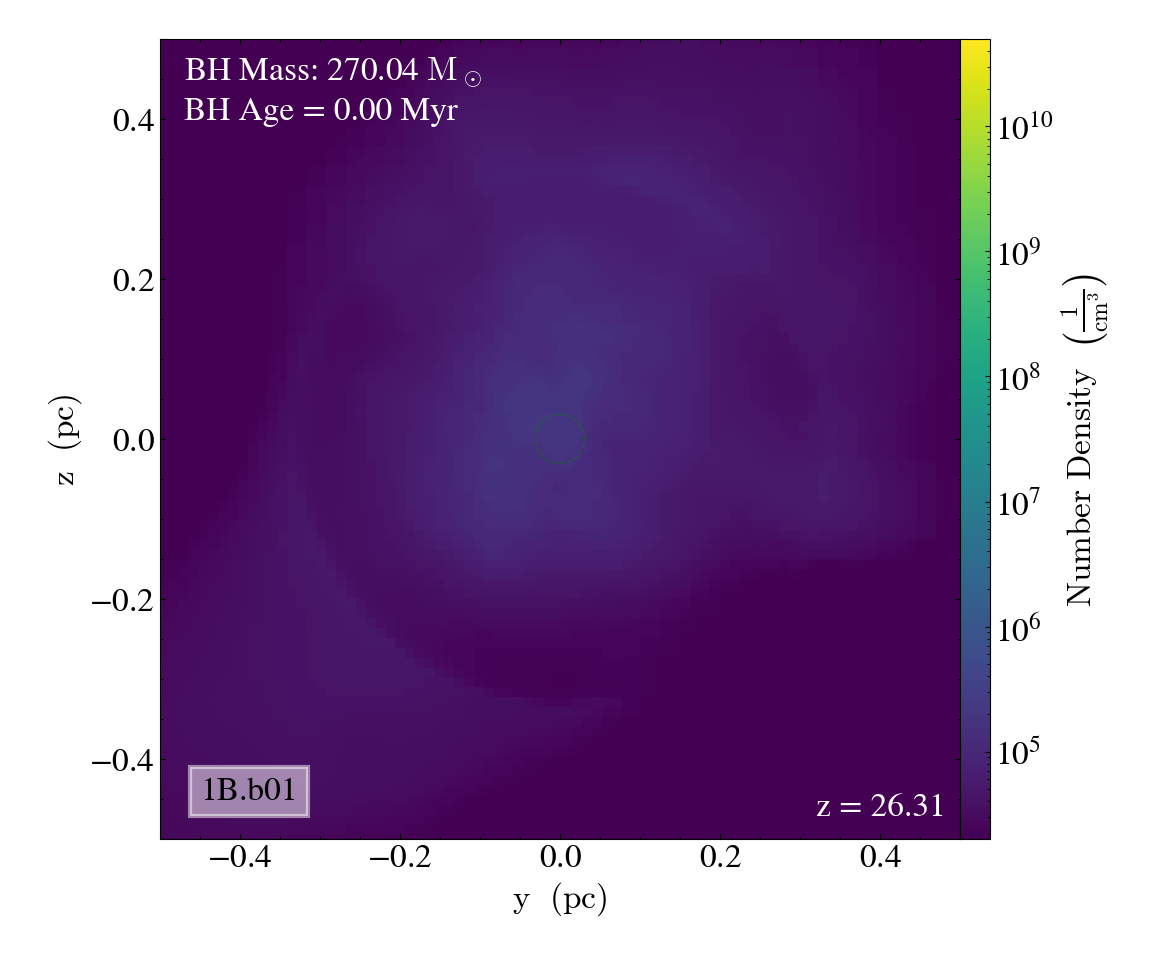 BH Mass: 270.04 M☉
BH Age = 0.00 Myr
0.4
0.2
0.0
−0.2
−0.4
z (pc)
1B.b01
z = 26.31
−0.4 −0.2 0.0 0.2 0.4
y (pc)
10^10
10^9
10^8
10^7
10^6
10^5
Number Density (1/cm^3)